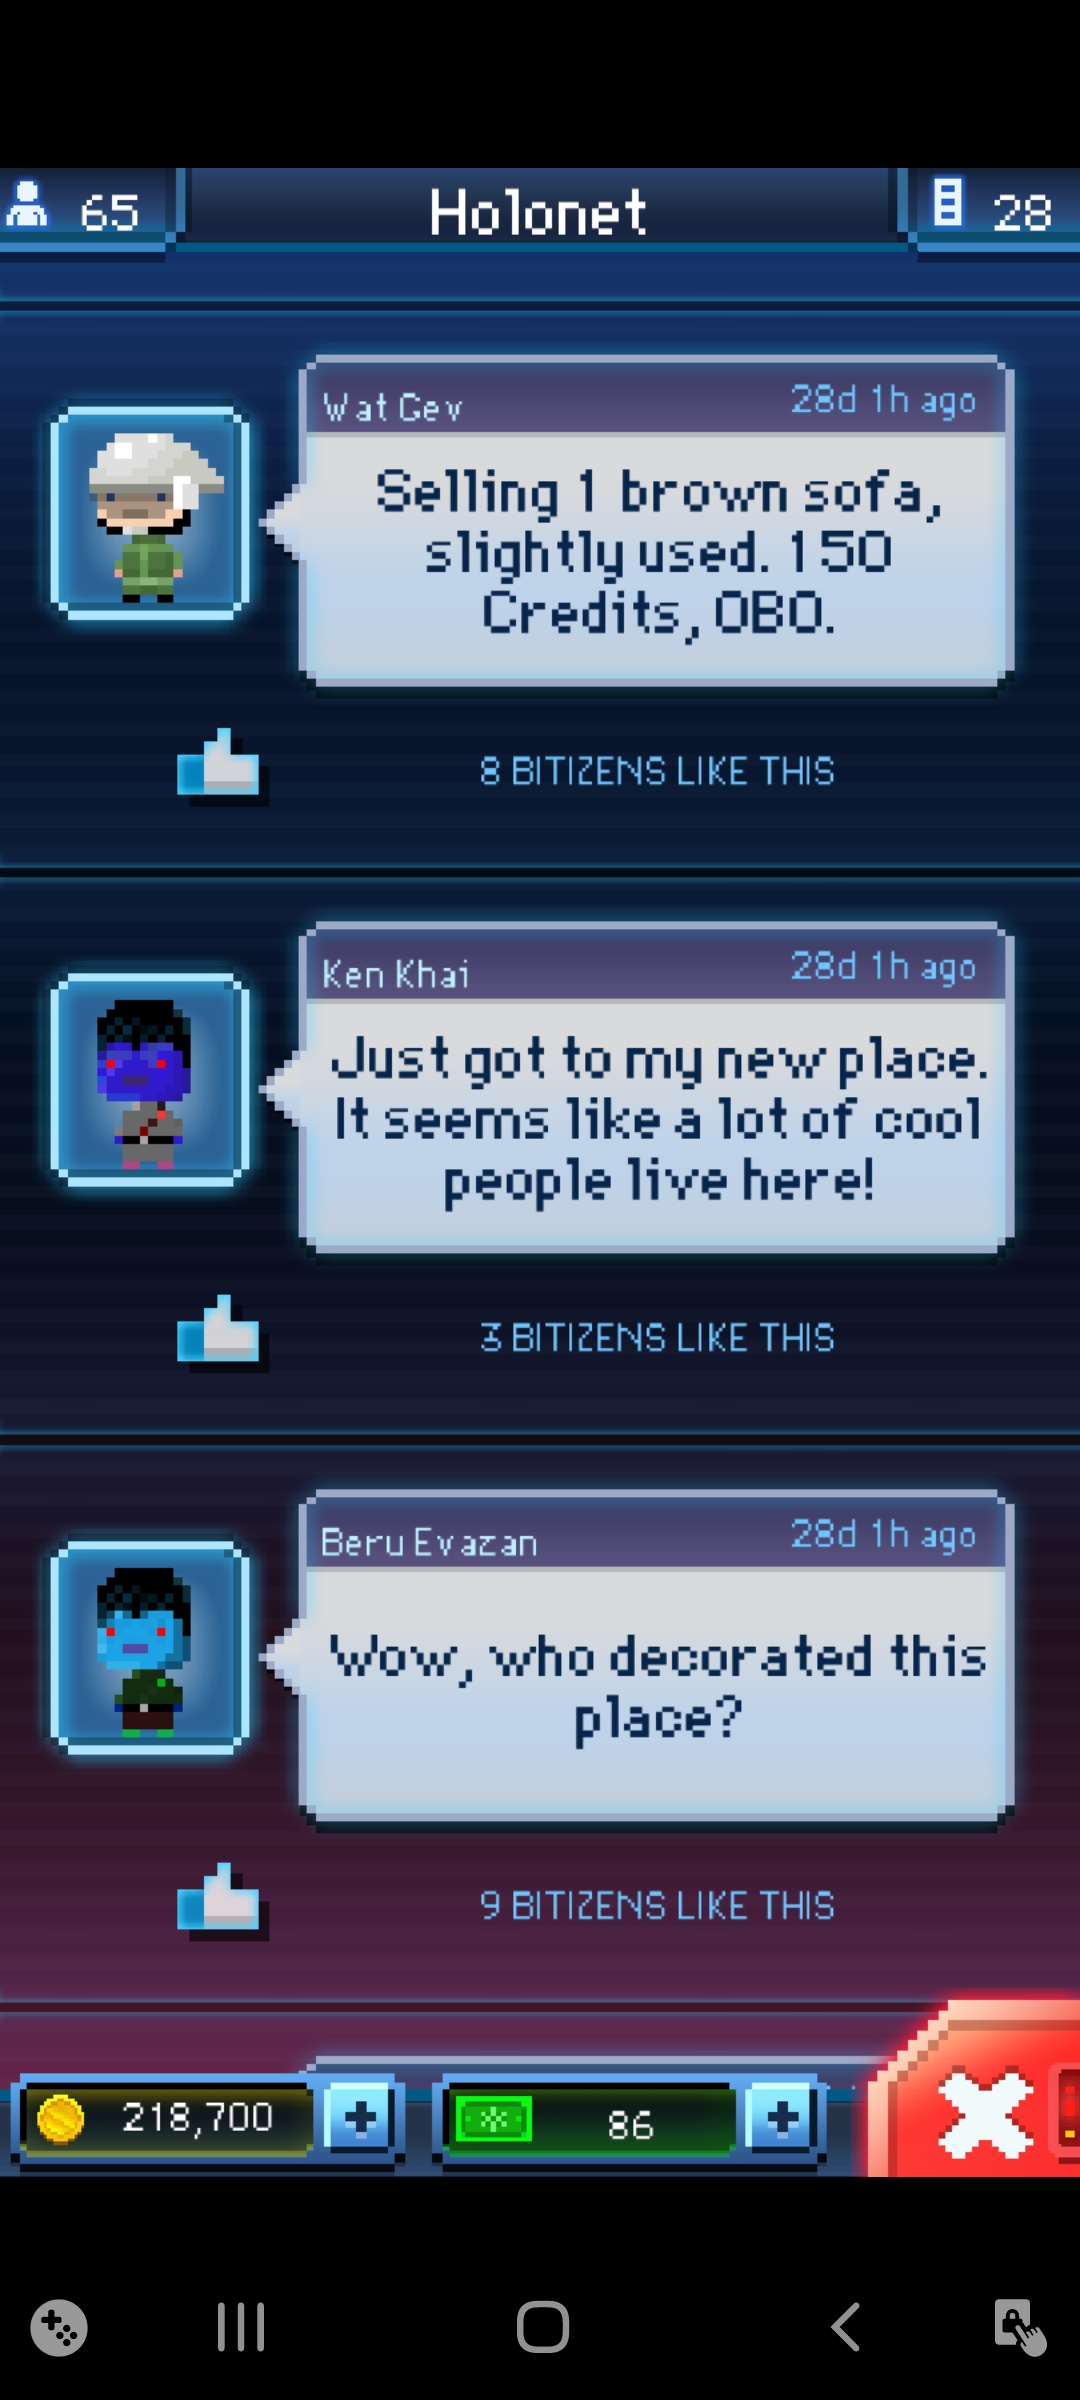 65
Holonet
28
Wat Gev
28d 1h ago
Selling 1 brown sofa,
slightly used. 150
Credits, OBO.
8 BITIZENS LIKE THIS
Ken Khai
28d 1h ago
Just got to my new place.
It seems like a lot of cool
people live here!
3 BITIZENS LIKE THIS
Beru Evazan
28d 1h ago
Wow, who decorated this
place?
9 BITIZENS LIKE THIS
218,700
86